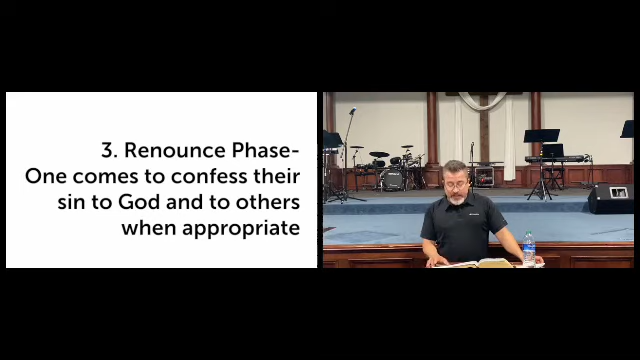 3. Renounce Phase-
One comes to confess their
sin to God and to others
when appropriate